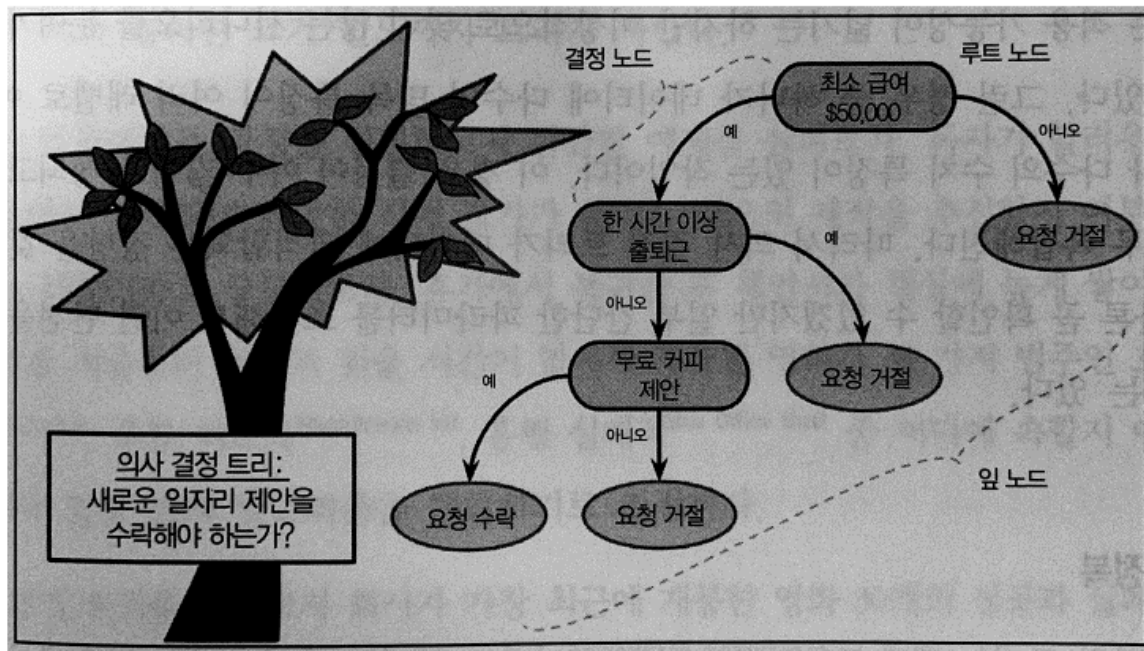 결정 노드
루트 노드
최소 급여
$50,000
예
아니오
한 시간 이상
출퇴근
예
요청 거절
아니오
무료 커피
제안
요청 거절
예
아니오
잎 노드
요청 수락
요청 거절
의사 결정 트리:
새로운 일자리 제안을
수락해야 하는가?